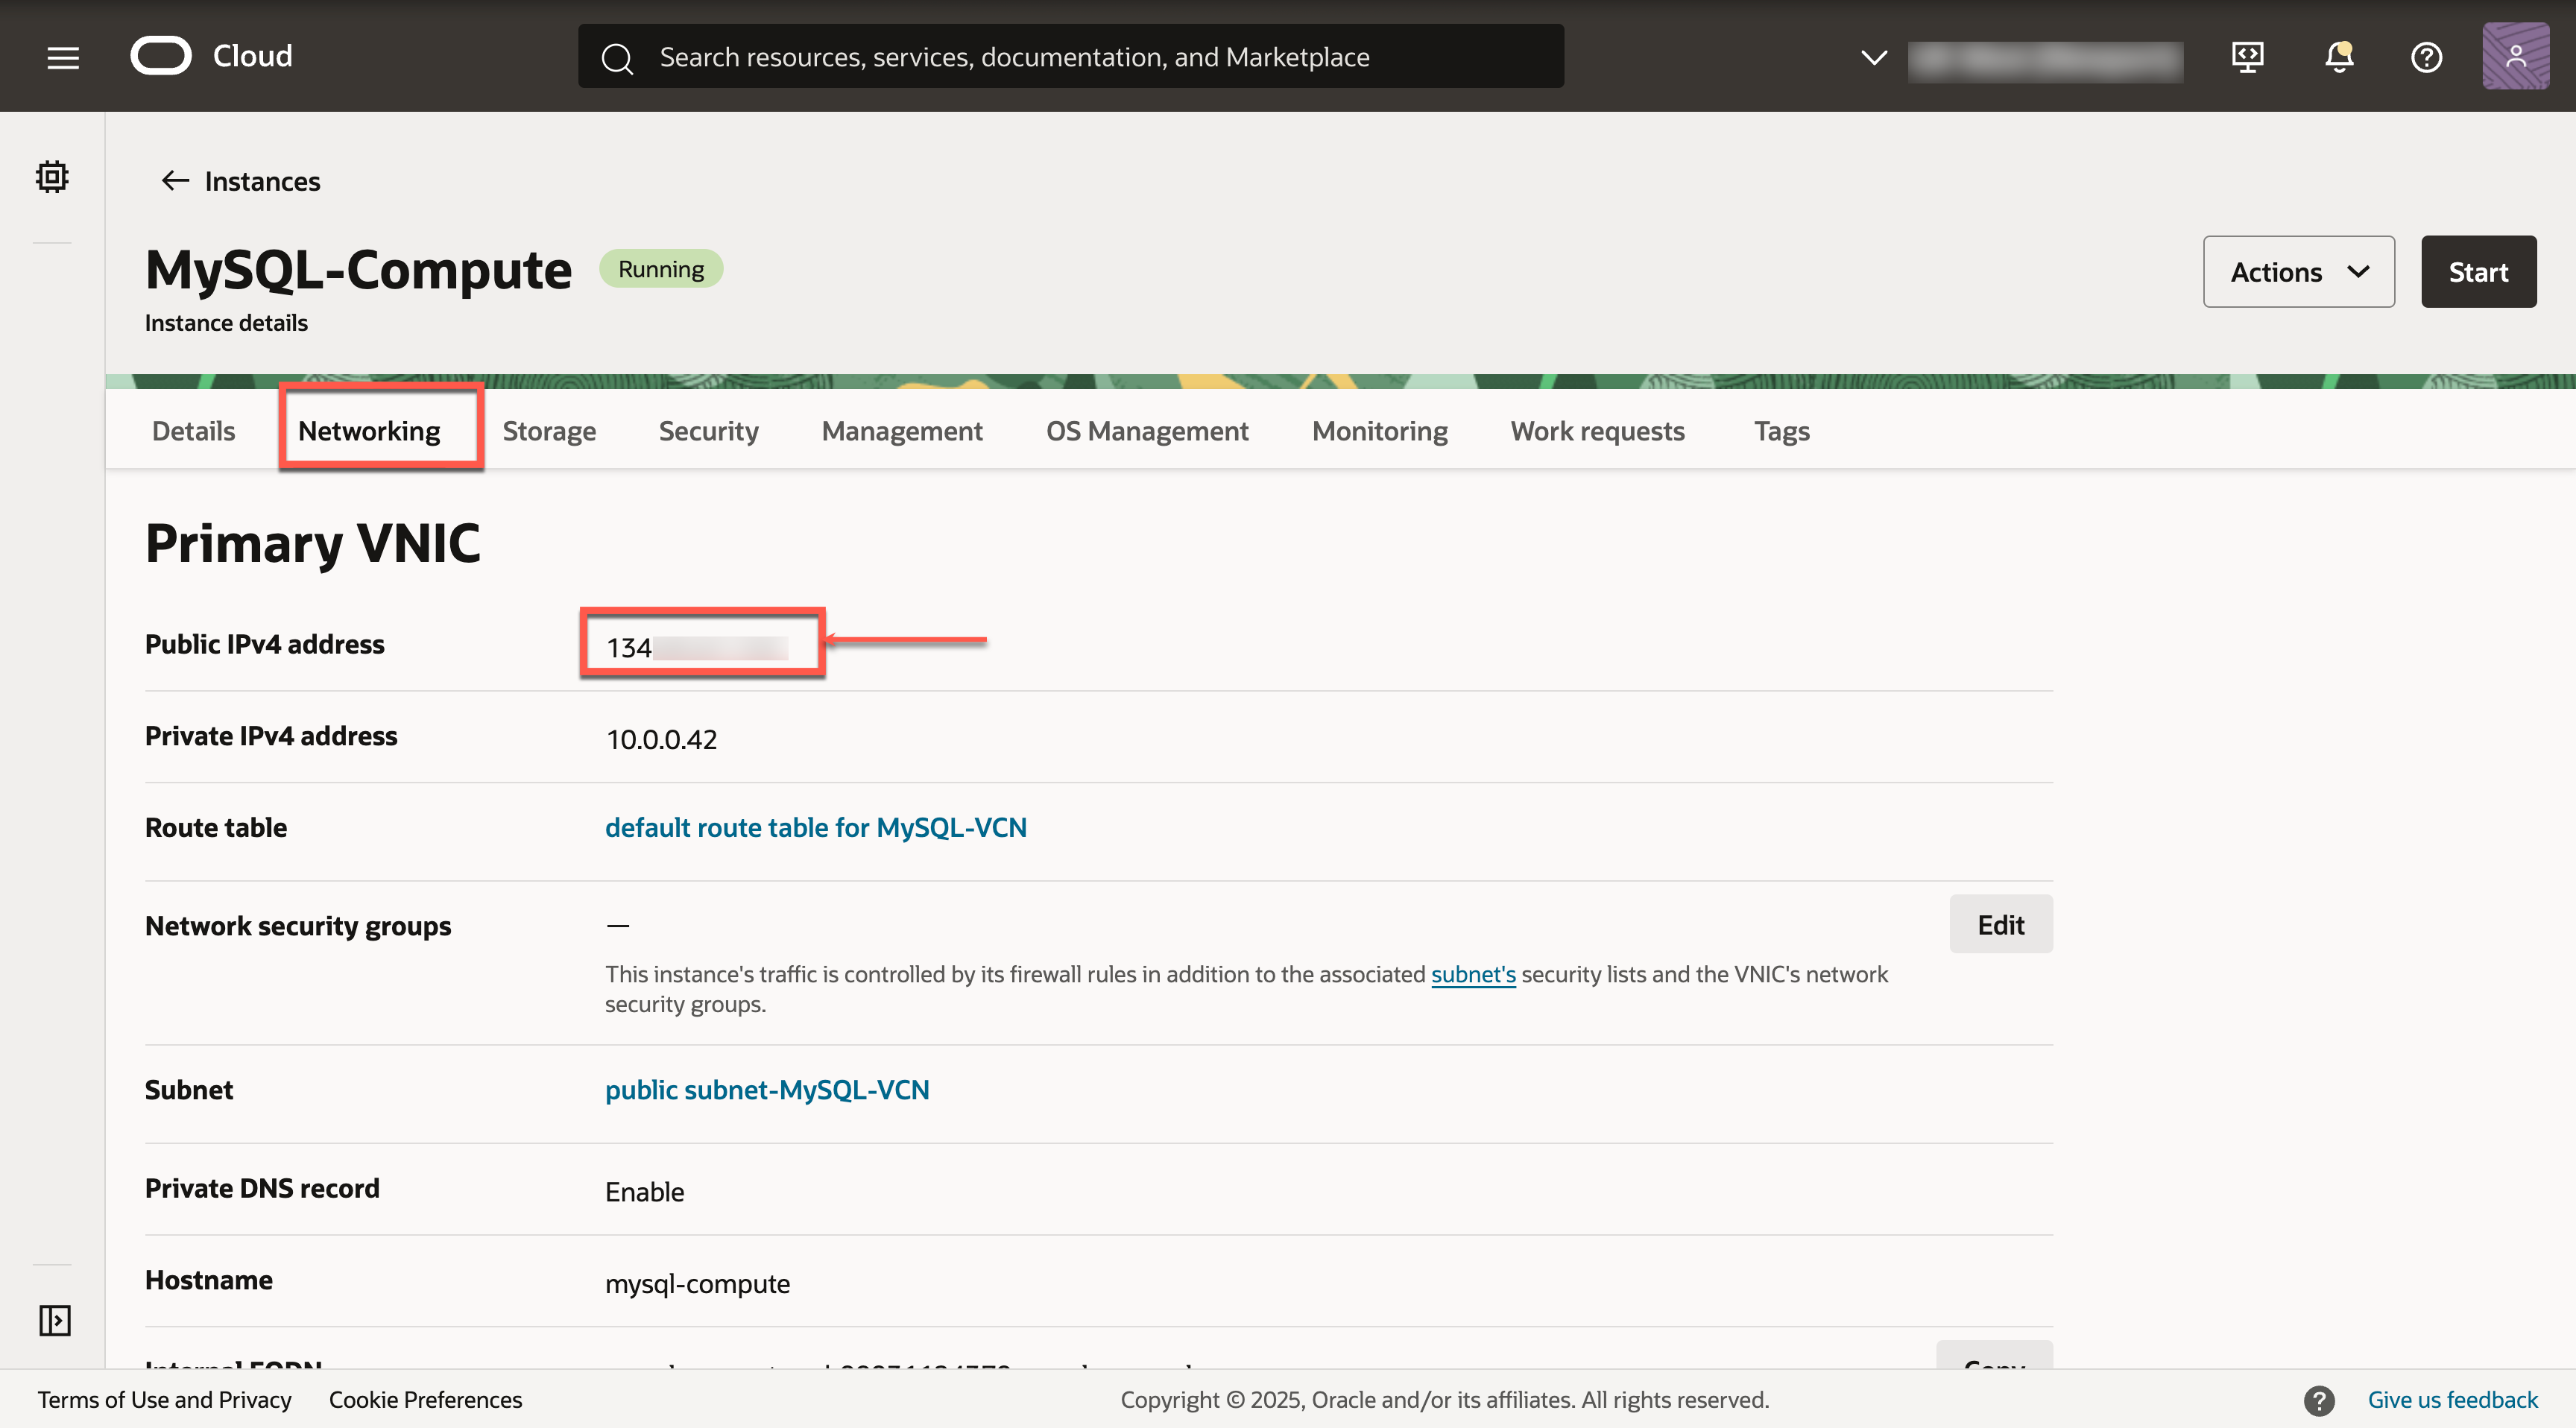 Cloud
Search resources, services, documentation, and Marketplace
Instances
MySQL-Compute
Running
Actions
Start
Instance details
Details
Networking
Storage
Security
Management
OS Management
Monitoring
Work requests
Tags
Primary VNIC
Public IPv4 address
134
Private IPv4 address
10.0.0.42
Route table
default route table for MySQL-VCN
Network security groups
—
Edit
This instance's traffic is controlled by its firewall rules in addition to the associated subnet's security lists and the VNIC's network
security groups.
Subnet
public subnet-MySQL-VCN
Private DNS record
Enable
Hostname
mysql-compute
Internal FQDN
Copy
Terms of Use and Privacy
Cookie Preferences
Copyright © 2025, Oracle and/or its affiliates. All rights reserved.
Give us feedback